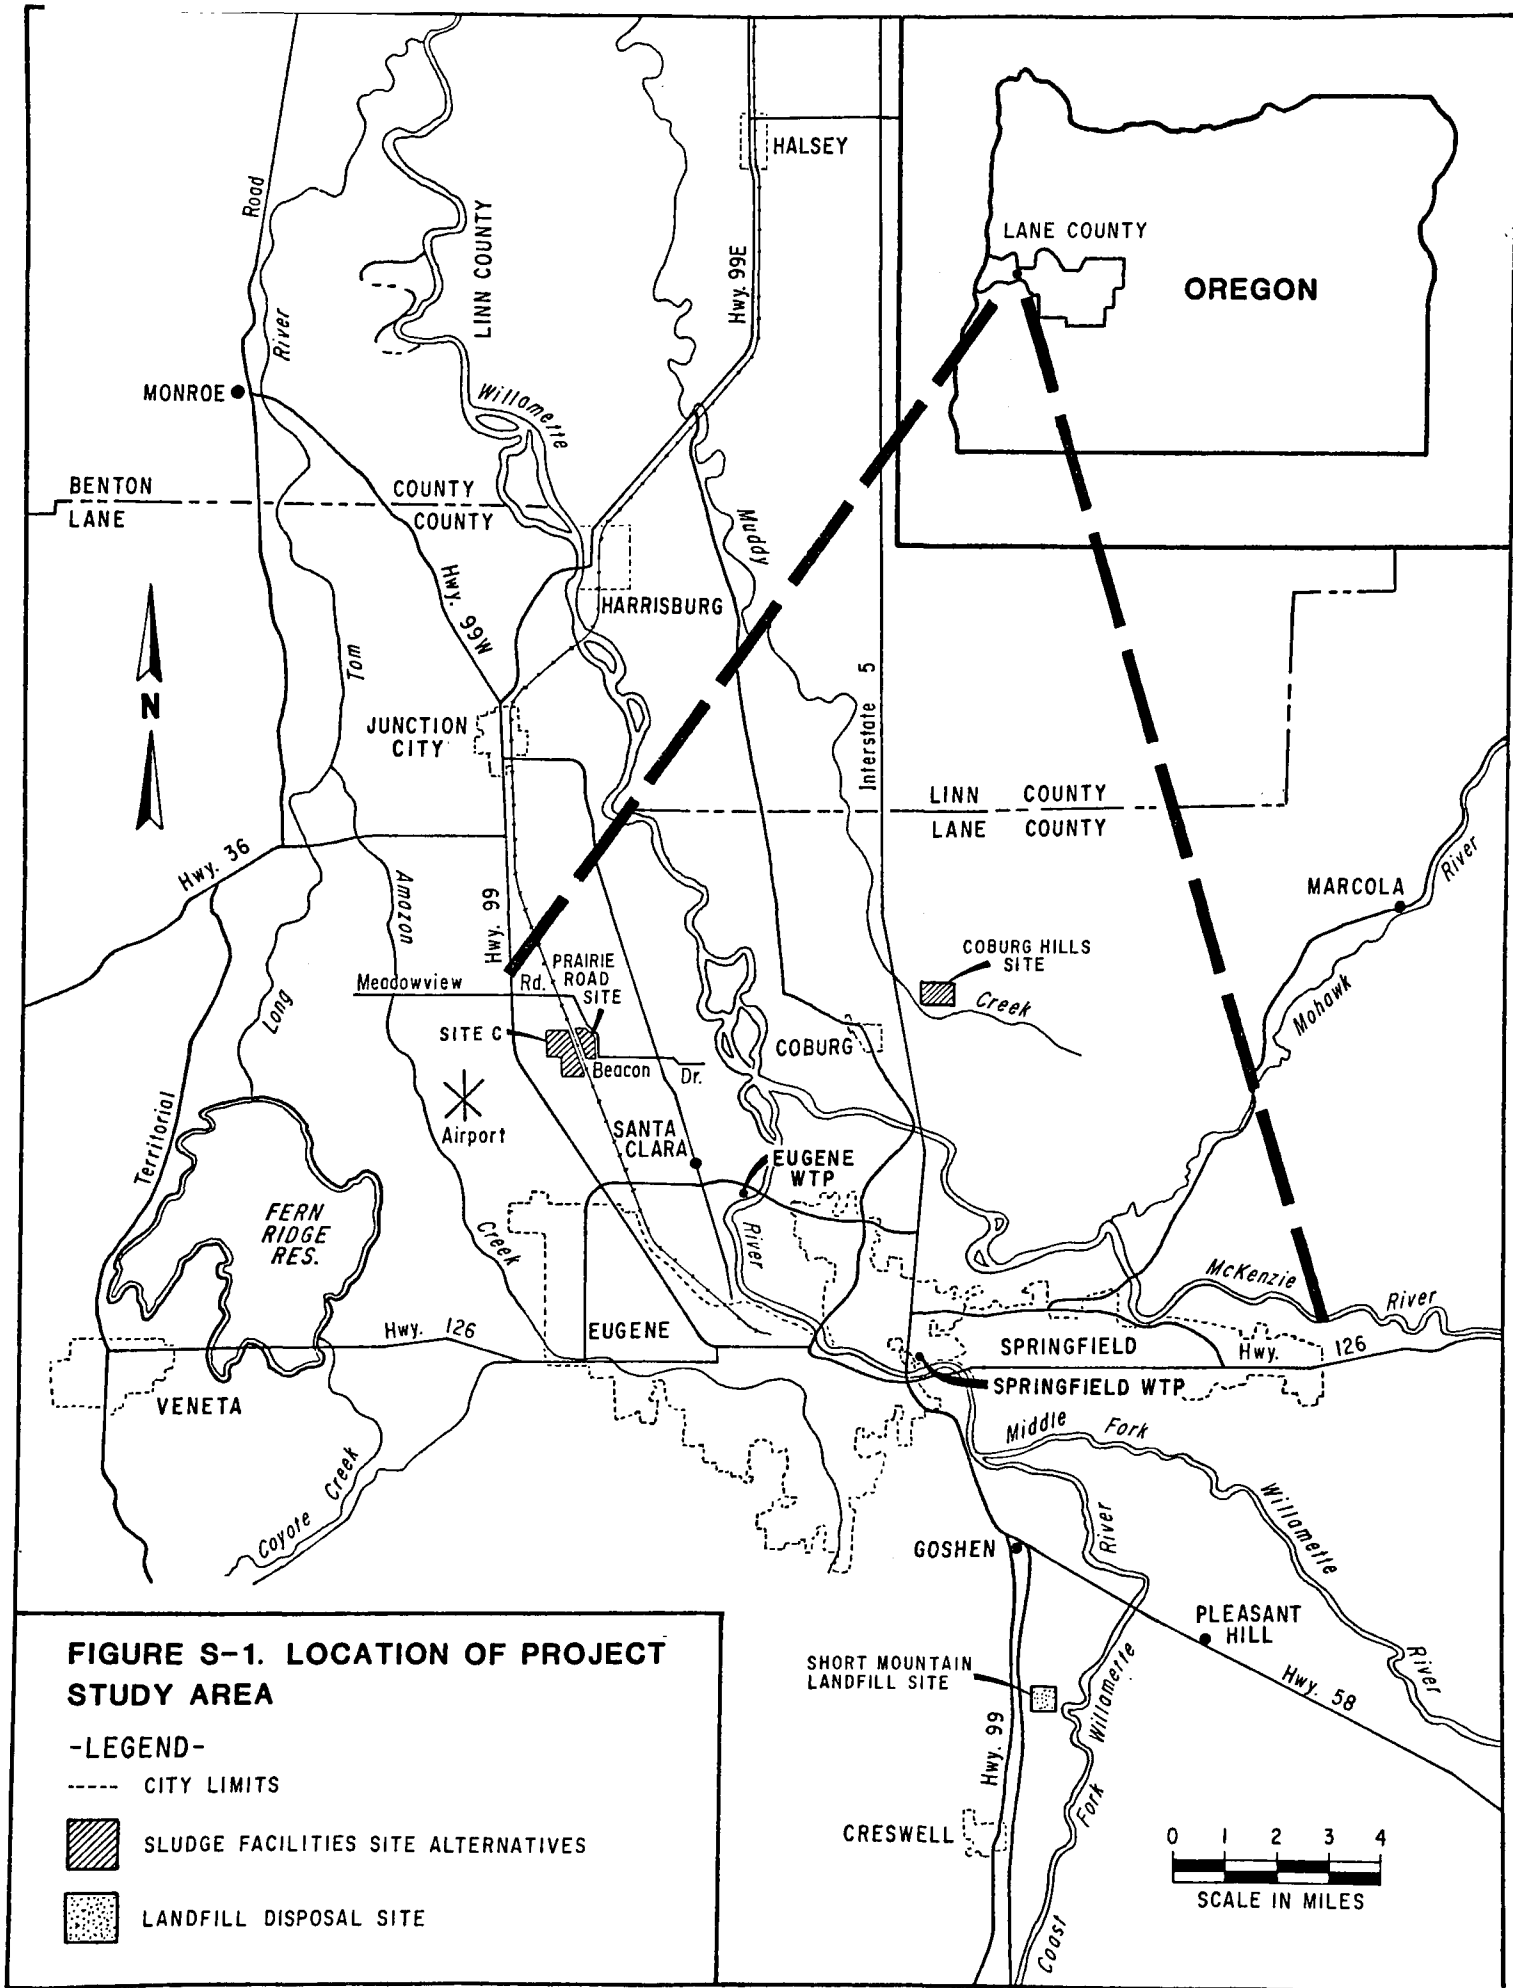 HALSEY
LANE COUNTY
OREGON
Road
River
LINN COUNTY
Hwy. 99E
MONROE
Willamette
BENTON COUNTY
LANE COUNTY
Muddy
Hwy. 99W
HARRISBURG
Tom
N
Interstate 5
JUNCTION
CITY
LINN COUNTY
LANE COUNTY
Hwy. 36
Amazon
Hwy. 99
MARCOLA
River
COBURG HILLS
SITE
PRAIRIE
ROAD
SITE
Meadowview Rd.
Long
Creek
Mohawk
SITE C
COBURG
Beacon Dr.
Airport
Territorial
SANTA
CLARA
EUGENE
WTP
FERN
RIDGE
RES.
Creek
River
McKenzie River
Hwy. 126
EUGENE
SPRINGFIELD
Hwy. 126
SPRINGFIELD WTP
VENETA
Middle Fork
Willamette
River
Coyote Creek
River
GOSHEN
PLEASANT
HILL
SHORT MOUNTAIN
LANDFILL SITE
Hwy. 58
Willamette
Hwy. 99
Fork
CRESWELL
Coast
0 1 2 3 4
SCALE IN MILES
FIGURE S-1. LOCATION OF PROJECT
STUDY AREA
-LEGEND-
CITY LIMITS
SLUDGE FACILITIES SITE ALTERNATIVES
LANDFILL DISPOSAL SITE